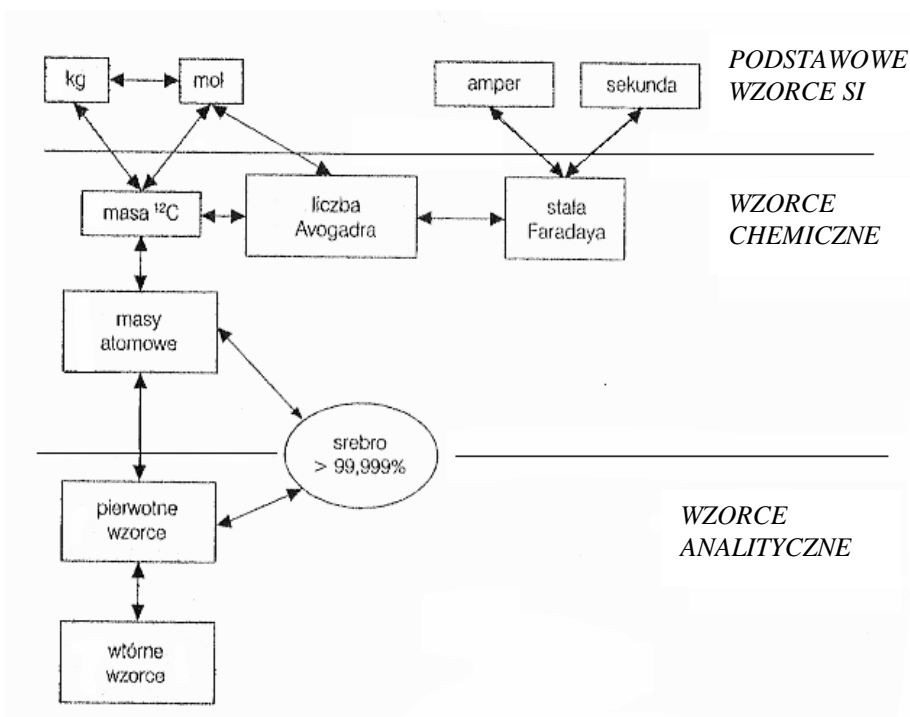 kg
mol
amper
sekunda
PODSTAWOWE
WZORCE SI
masa ¹²C
liczba
Avogadra
stała
Faradaya
WZORCE
CHEMICZNE
masy
atomowe
srebro
> 99,999%
pierwotne
wzorce
WZORCE
ANALITYCZNE
wtórne
wzorce